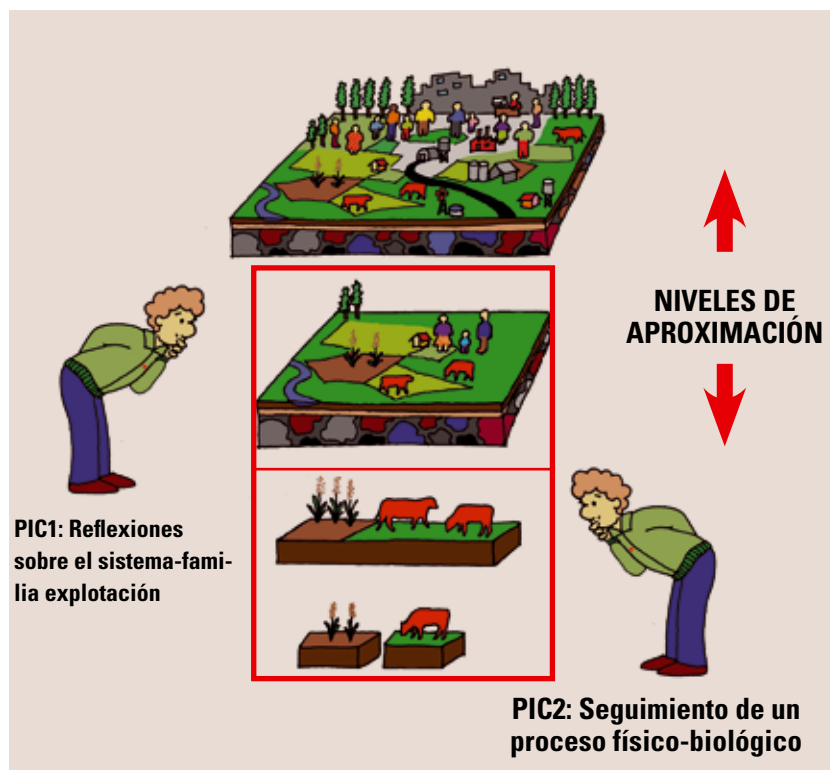 NIVELES DE
APROXIMACIÓN
PIC1: Reflexiones
sobre el sistema-fami-
lia explotación
PIC2: Seguimiento de un
proceso físico-biológico